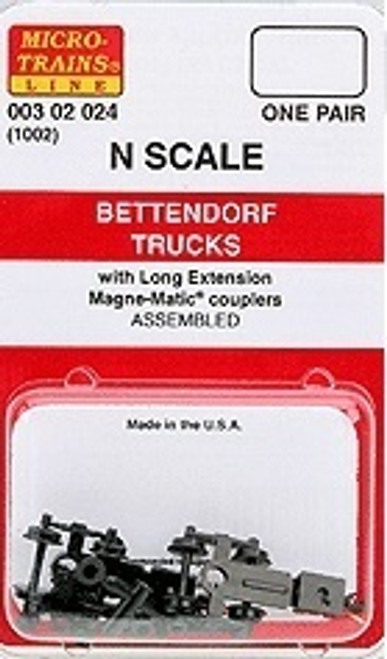 MICRO-
TRAINS®
LINE
003 02 024
(1002)
ONE PAIR
N SCALE
BETTENDORF
TRUCKS
with Long Extension
Magne-Matic® couplers
ASSEMBLED
Made in the U.S.A.